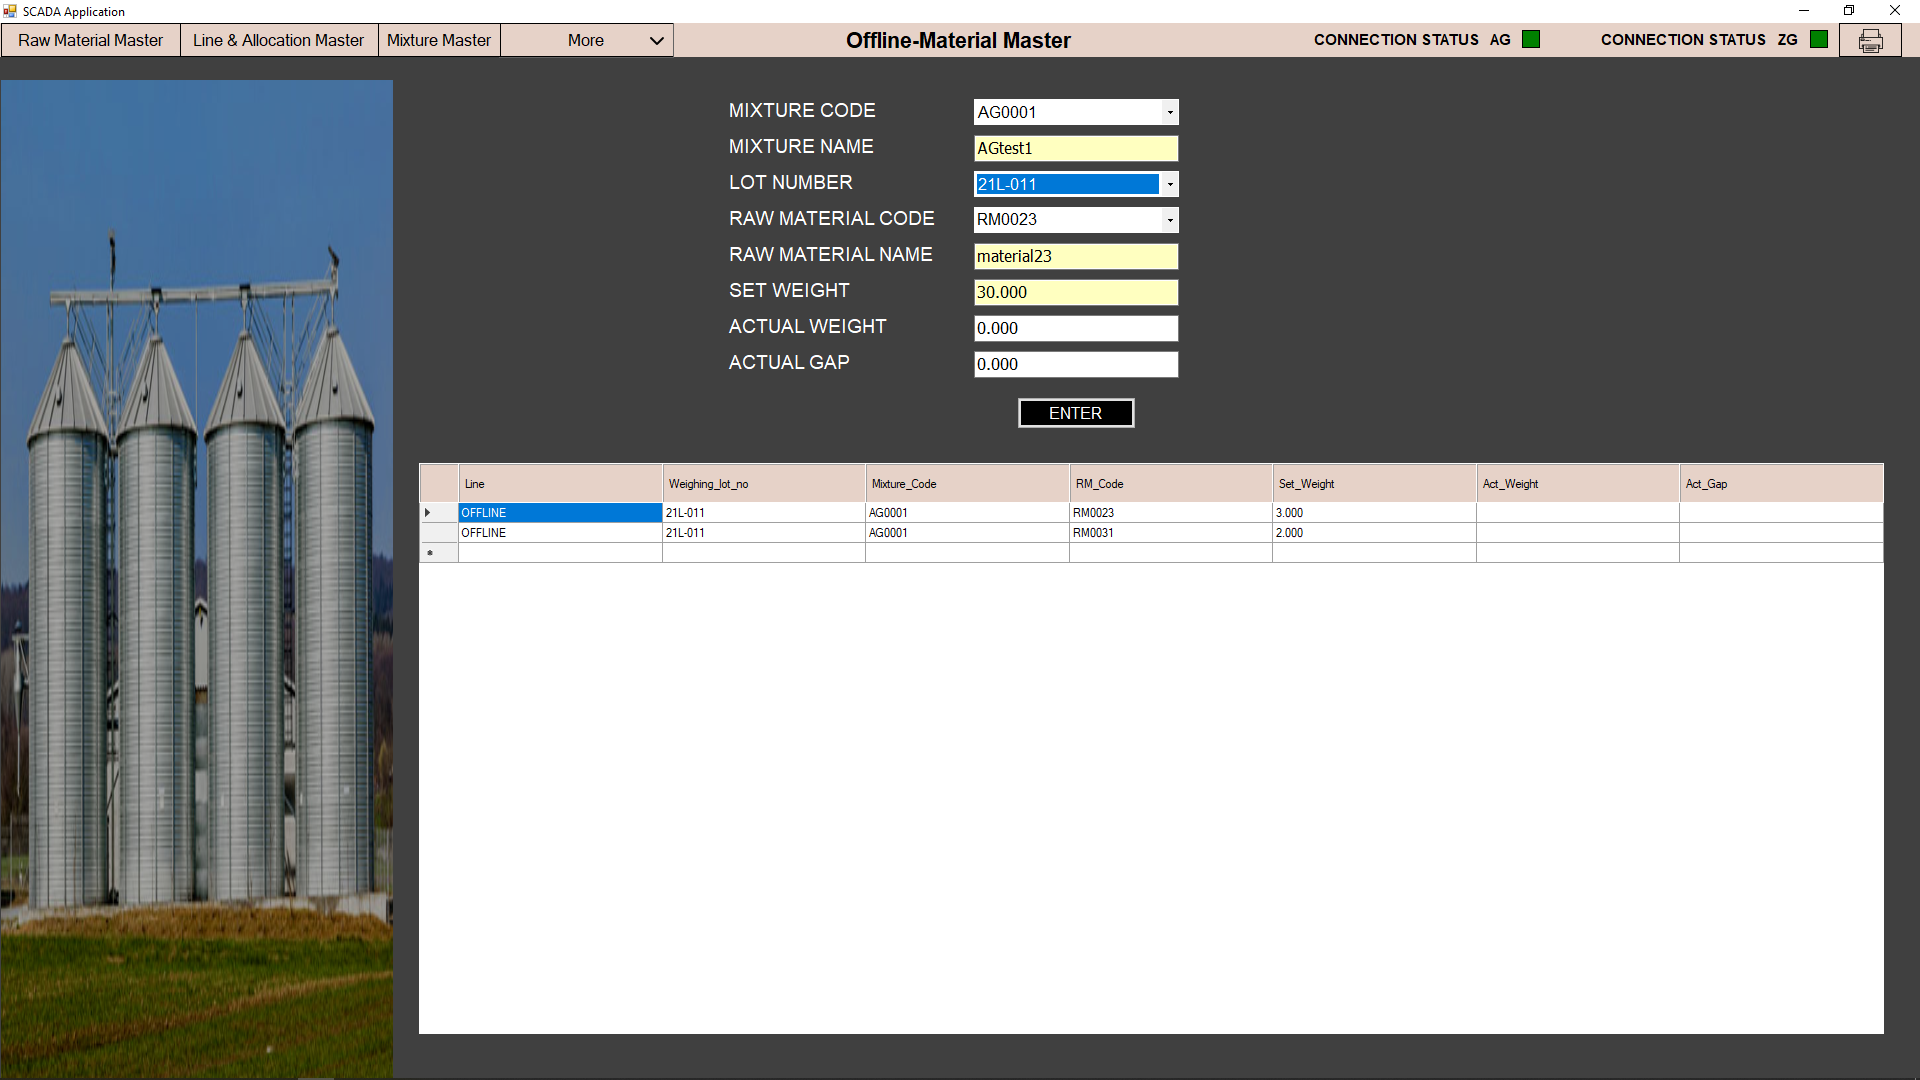 SCADA Application
Raw Material Master Line & Allocation Master Mixture Master More Offline-Material Master CONNECTION STATUS AG CONNECTION STATUS ZG
MIXTURE CODE AG0001
MIXTURE NAME AGtest1
LOT NUMBER 21L-011
RAW MATERIAL CODE RM0023
RAW MATERIAL NAME material23
SET WEIGHT 30.000
ACTUAL WEIGHT 0.000
ACTUAL GAP 0.000
ENTER
Line Weighing_lot_no Mixture_Code RM_Code Set_Weight Act_Weight Act_Gap
OFFLINE 21L-011 AG0001 RM0023 3.000
OFFLINE 21L-011 AG0001 RM0031 2.000